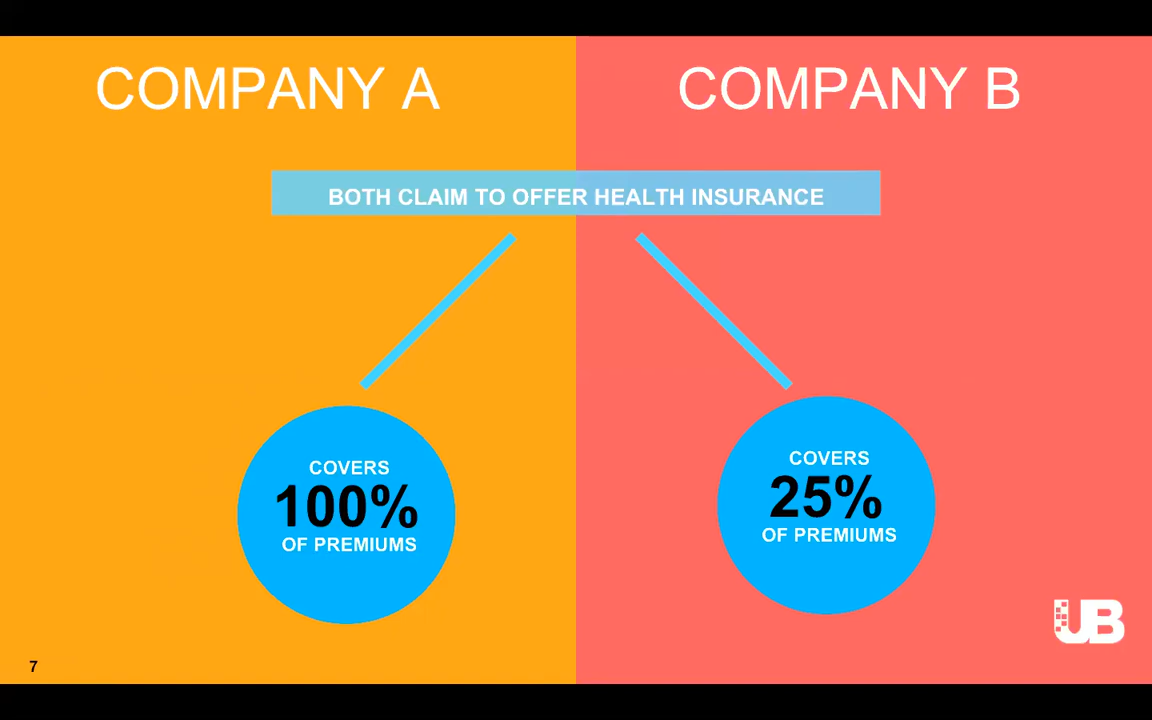 COMPANY A
COMPANY B
BOTH CLAIM TO OFFER HEALTH INSURANCE
COVERS
100%
OF PREMIUMS
COVERS
25%
OF PREMIUMS
UB
7